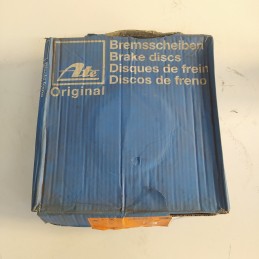 Bremsscheiben
Brake discs
Disques de frein
Discos de freno
Ate
Original